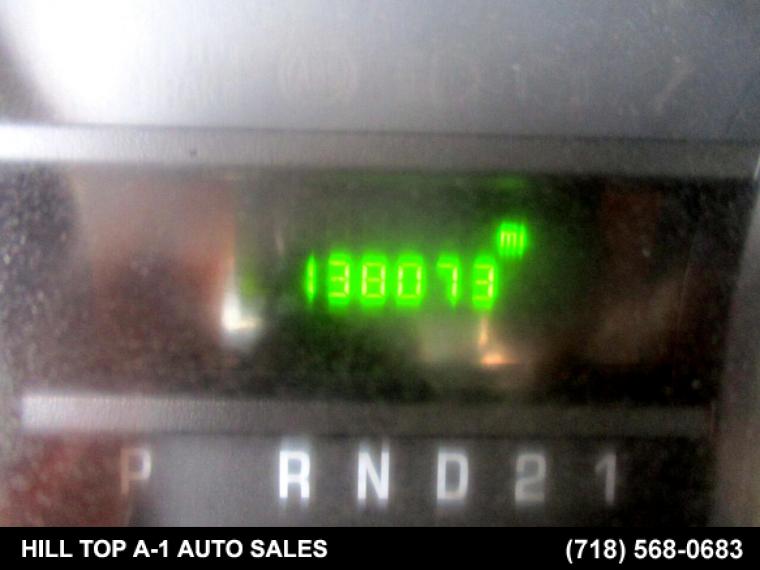 mi
138073
P R N D 2 1
HILL TOP A-1 AUTO SALES (718) 568-0683